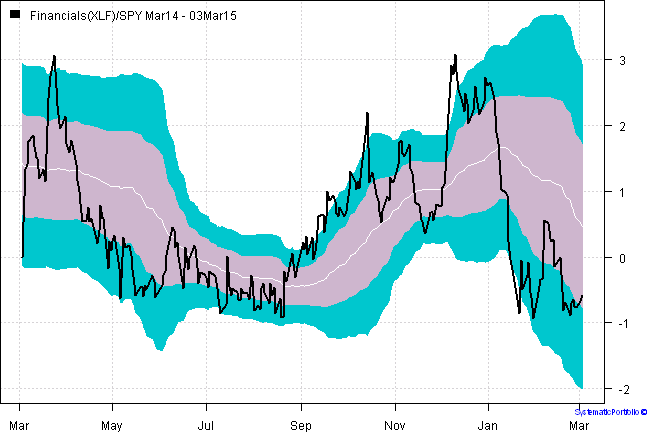 Financials(XLF)/SPY Mar14 - 03Mar15
3
2
1
0
-1
-2
SystematicPortfolio ©
Mar May Jul Sep Nov Jan Mar